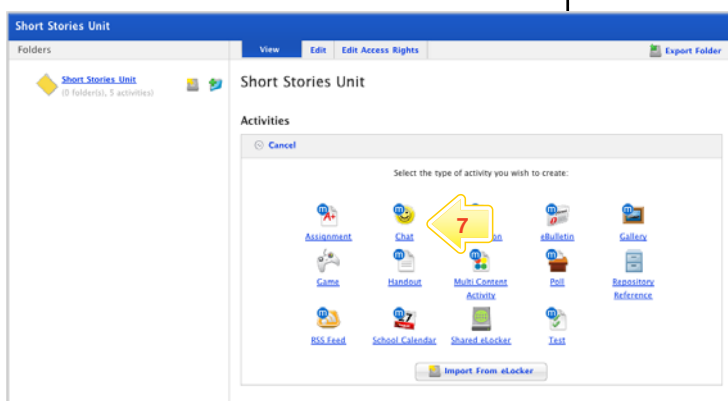 Short Stories Unit
Folders
View Edit Edit Access Rights Export Folder
Short Stories Unit
(0 folder(s), 5 activities)
Short Stories Unit
Activities
Cancel
Select the type of activity you wish to create:
7
Assignment Chat eBulletin Gallery
Game Handout Multi Content Activity Poll Repository Reference
RSS Feed School Calendar Shared eLocker Test
Import From eLocker